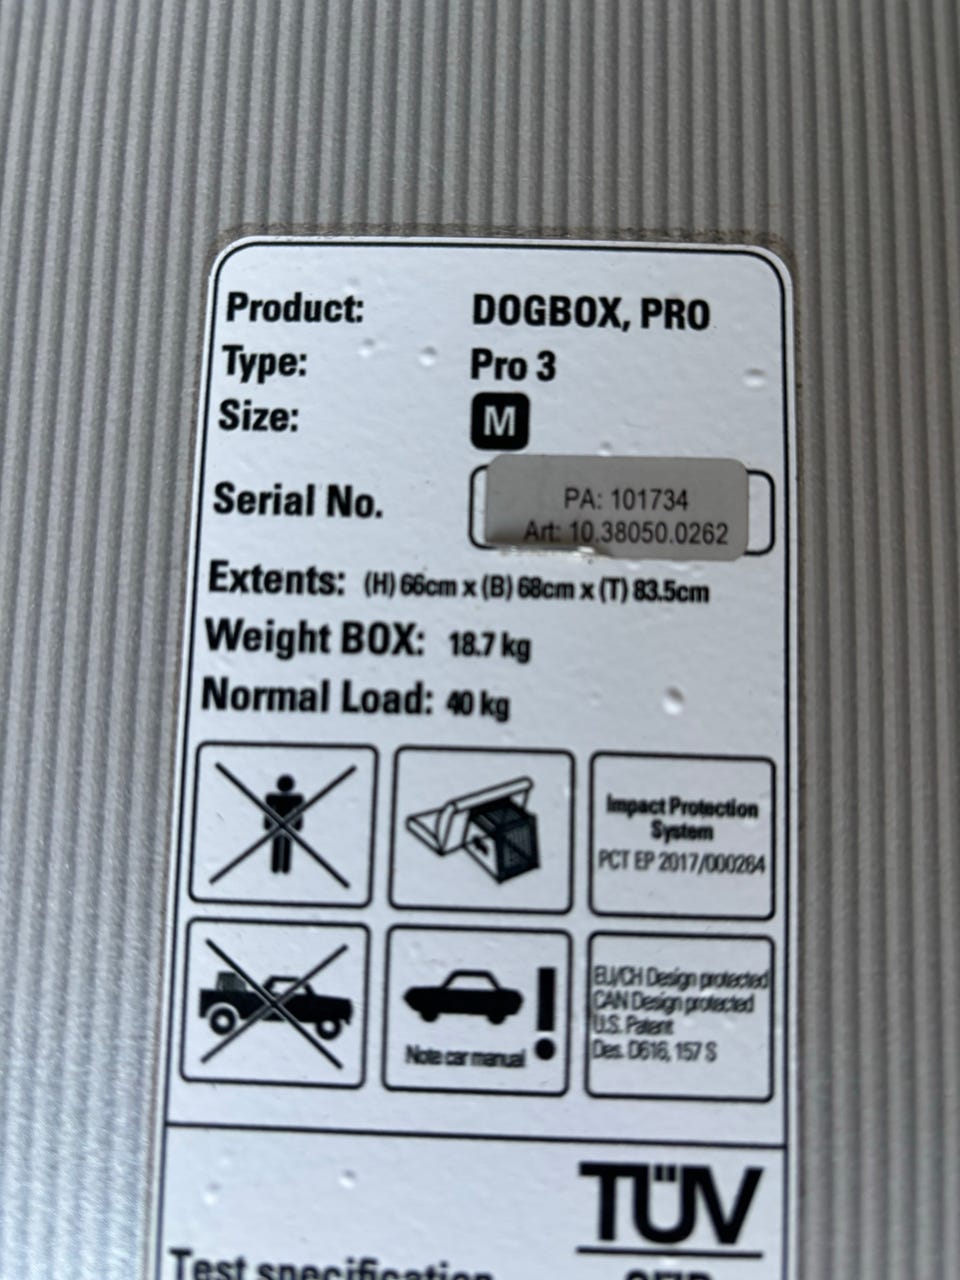 Product: DOGBOX, PRO
Type: Pro 3
Size: M
Serial No. PA: 101734
Art: 10.38050.0262
Extents: (H) 66cm x (B) 68cm x (T) 83.5cm
Weight BOX: 18.7 kg
Normal Load: 40 kg
Impact Protection
System
PCT EP 2017/000264
Note car manual
EU/CH Design protected
CAN Design protected
U.S. Patent
Des. D616, 157 S
TÜV
Test specification